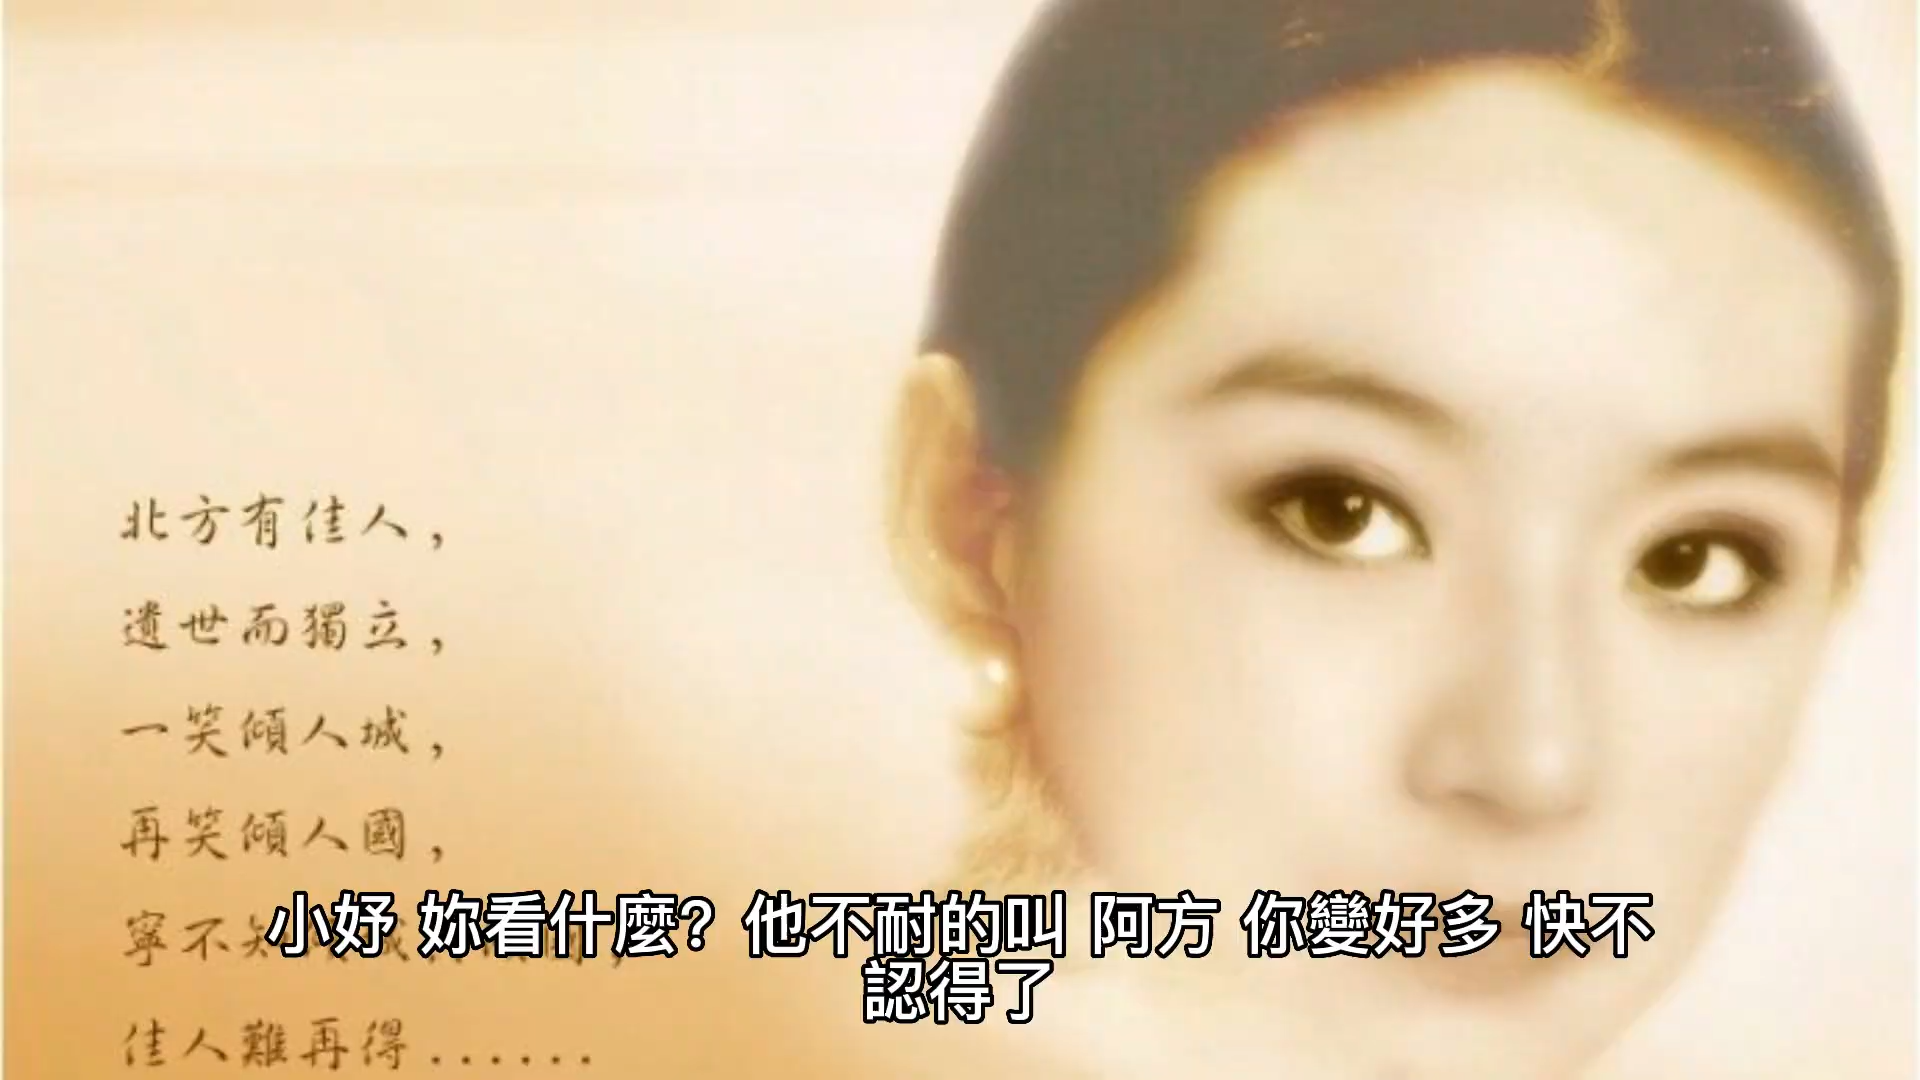 北方有佳人，
遺世而獨立，
一笑傾人城，
再笑傾人國，
寧不知
佳人難再得......
小妤 妳看什麼？他不耐的叫 阿方 你變好多 快不
認得了